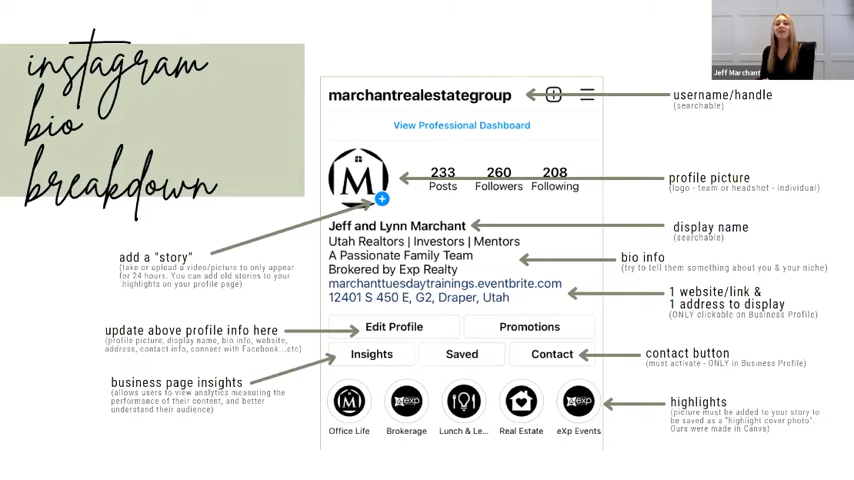 instagram
bio
breakdown
Jeff Marchant
marchantrealestategroup
username/handle
(searchable)
View Professional Dashboard
M
233
Posts
260
Followers
208
Following
profile picture
(logo - team or headshot - individual)
Jeff and Lynn Marchant
display name
(searchable)
Utah Realtors | Investors | Mentors
A Passionate Family Team
Brokered by Exp Realty
bio info
(try to tell them something about you & your niche)
add a "story"
(take or upload a video/picture to only appear
for 24 hours. You can add old stories to your
'highlights on your profile page)
marchanttuesdaytrainings.eventbrite.com
12401 S 450 E, G2, Draper, Utah
1 website/link &
1 address to display
(ONLY clickable on Business Profile)
update above profile info here
(profile picture, display name, bio info, website,
address, contact info, connect with Facebook...etc)
Edit Profile
Promotions
Insights
Saved
Contact
contact button
(must activate - ONLY in Business Profile)
business page insights
(allows users to view analytics measuring the
performance of their content, and better
understand their audience)
M
exp
exp
Office Life
Brokerage
Lunch & Le...
Real Estate
eXp Events
highlights
(picture must be added to your story to
be saved as a "highlight cover photo".
Ours were made in Canva)